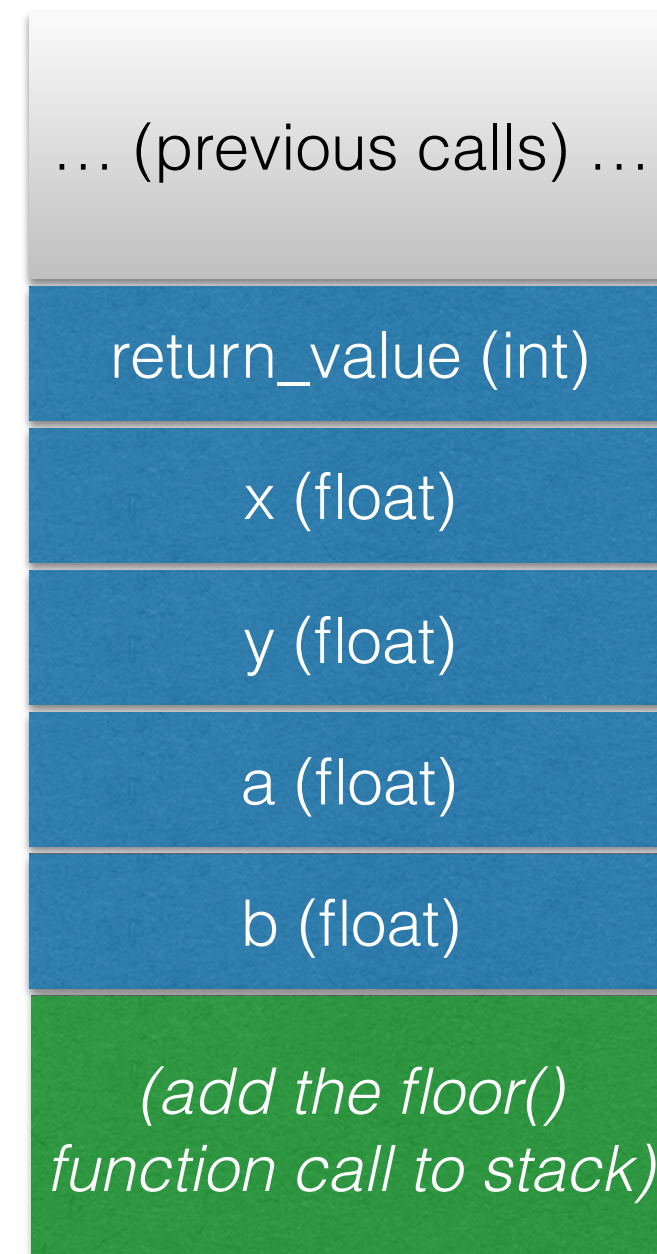 … (previous calls) …
return_value (int)
x (float)
y (float)
a (float)
b (float)
(add the floor()
function call to stack)